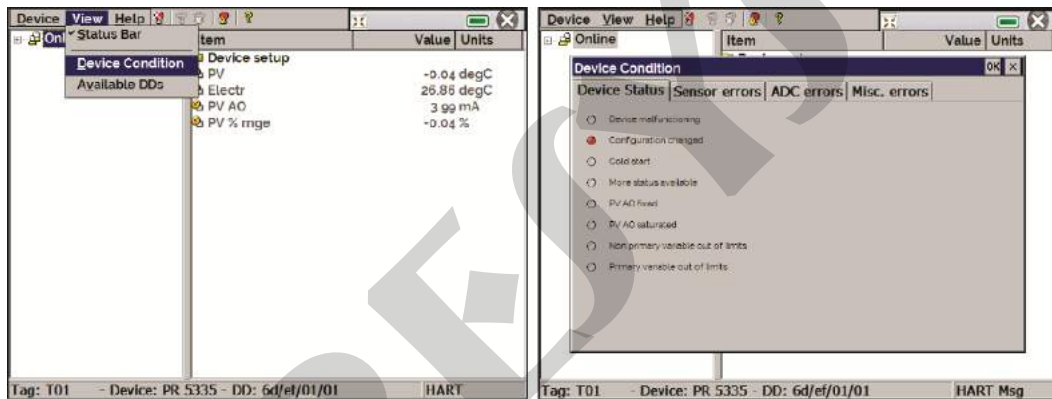 Device View Help
Status Bar
Device Condition
Available DDs
Onl
tem Value Units
Device setup
PV -0.04 degC
Electr 26.86 degC
PV AO 3.99 mA
PV % rnge -0.04 %
Tag: T01 - Device: PR 5335 - DD: 6d/ef/01/01 HART
Device View Help
Online
Item Value Units
Device Condition OK
Device Status Sensor errors ADC errors Misc. errors
Device malfunctioning
Configuration changed
Cold start
More status available
PV AO fixed
PV AO saturated
Non primary variable out of limits
Primary variable out of limits
Tag: T01 - Device: PR 5335 - DD: 6d/ef/01/01 HART Msg